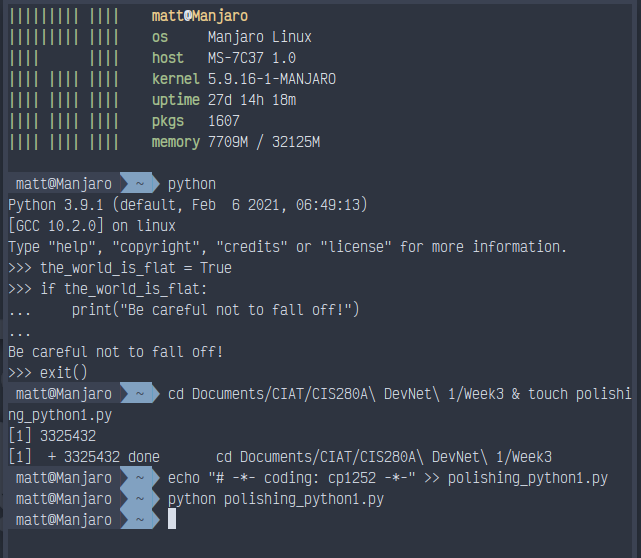 matt@Manjaro
os Manjaro Linux
host MS-7C37 1.0
kernel 5.9.16-1-MANJARO
uptime 27d 14h 18m
pkgs 1607
memory 7709M / 32125M
matt@Manjaro ~ python
Python 3.9.1 (default, Feb  6 2021, 06:49:13)
[GCC 10.2.0] on linux
Type "help", "copyright", "credits" or "license" for more information.
>>> the_world_is_flat = True
>>> if the_world_is_flat:
...     print("Be careful not to fall off!")
...
Be careful not to fall off!
>>> exit()
matt@Manjaro ~ cd Documents/CIAT/CIS280A\ DevNet\ 1/Week3 & touch polishi
ng_python1.py
[1] 3325432
[1]  + 3325432 done       cd Documents/CIAT/CIS280A\ DevNet\ 1/Week3
matt@Manjaro ~ echo "# -*- coding: cp1252 -*-" >> polishing_python1.py
matt@Manjaro ~ python polishing_python1.py
matt@Manjaro ~